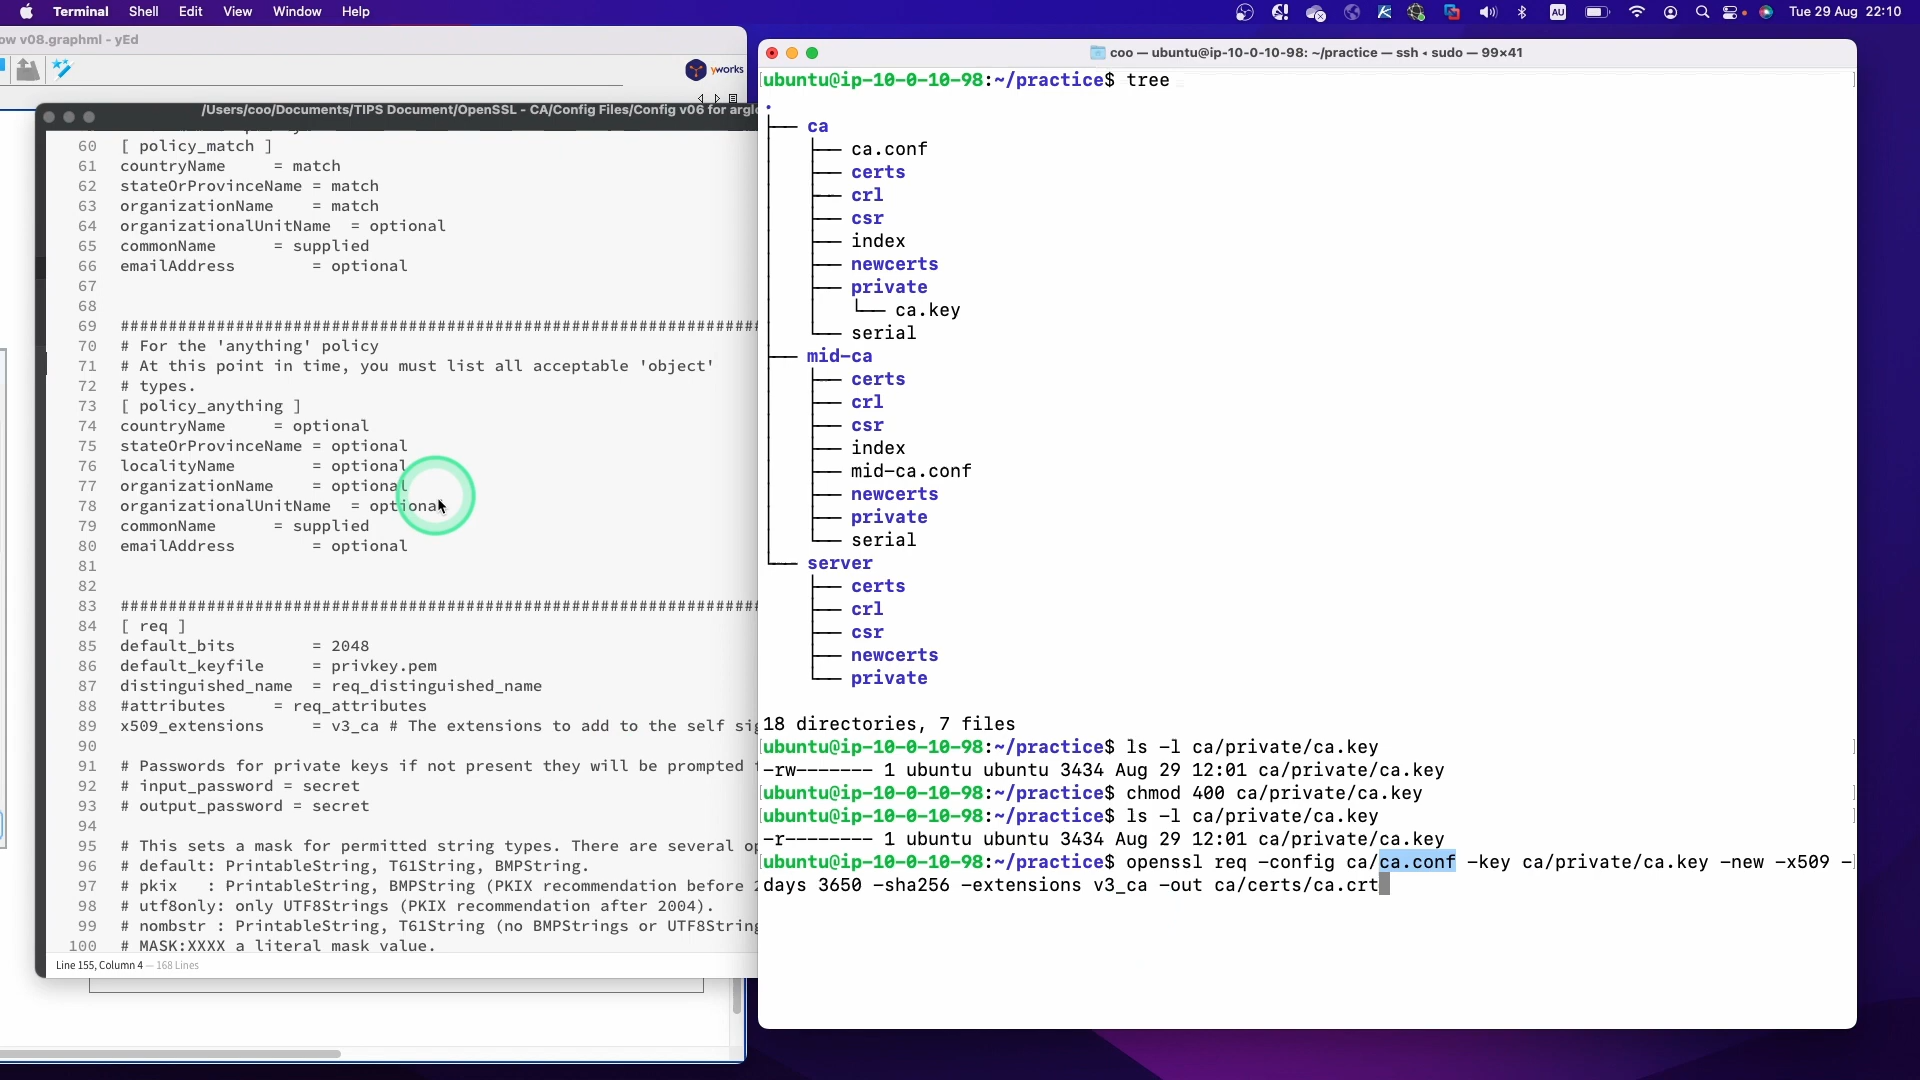 Terminal Shell Edit View Window Help
AU
Tue 29 Aug 22:10
ow v08.graphml - yEd
yworks
/Users/coo/Documents/TIPS Document/OpenSSL - CA/Config Files/Config v06 for arglo
60 [ policy_match ]
61 countryName = match
62 stateOrProvinceName = match
63 organizationName = match
64 organizationalUnitName = optional
65 commonName = supplied
66 emailAddress = optional
67
68
69 ###################################################################
70 # For the 'anything' policy
71 # At this point in time, you must list all acceptable 'object'
72 # types.
73 [ policy_anything ]
74 countryName = optional
75 stateOrProvinceName = optional
76 localityName = optional
77 organizationName = optional
78 organizationalUnitName = optional
79 commonName = supplied
80 emailAddress = optional
81
82
83 ###################################################################
84 [ req ]
85 default_bits = 2048
86 default_keyfile = privkey.pem
87 distinguished_name = req_distinguished_name
88 #attributes = req_attributes
89 x509_extensions = v3_ca # The extensions to add to the self sig
90
91 # Passwords for private keys if not present they will be prompted
92 # input_password = secret
93 # output_password = secret
94
95 # This sets a mask for permitted string types. There are several op
96 # default: PrintableString, T61String, BMPString.
97 # pkix : PrintableString, BMPString (PKIX recommendation before 2
98 # utf8only: only UTF8Strings (PKIX recommendation after 2004).
99 # nombstr : PrintableString, T61String (no BMPStrings or UTF8String
100 # MASK:XXXX a literal mask value.
Line 155, Column 4 — 168 Lines
coo — ubuntu@ip-10-0-10-98: ~/practice — ssh ◂ sudo — 99×41
ubuntu@ip-10-0-10-98:~/practice$ tree
.
├── ca
│   ├── ca.conf
│   ├── certs
│   ├── crl
│   ├── csr
│   ├── index
│   ├── newcerts
│   ├── private
│   │   └── ca.key
│   └── serial
├── mid-ca
│   ├── certs
│   ├── crl
│   ├── csr
│   ├── index
│   ├── mid-ca.conf
│   ├── newcerts
│   ├── private
│   └── serial
└── server
    ├── certs
    ├── crl
    ├── csr
    ├── newcerts
    └── private
18 directories, 7 files
ubuntu@ip-10-0-10-98:~/practice$ ls -l ca/private/ca.key
-rw------- 1 ubuntu ubuntu 3434 Aug 29 12:01 ca/private/ca.key
ubuntu@ip-10-0-10-98:~/practice$ chmod 400 ca/private/ca.key
ubuntu@ip-10-0-10-98:~/practice$ ls -l ca/private/ca.key
-r-------- 1 ubuntu ubuntu 3434 Aug 29 12:01 ca/private/ca.key
ubuntu@ip-10-0-10-98:~/practice$ openssl req -config ca/ca.conf -key ca/private/ca.key -new -x509 -
days 3650 -sha256 -extensions v3_ca -out ca/certs/ca.crt